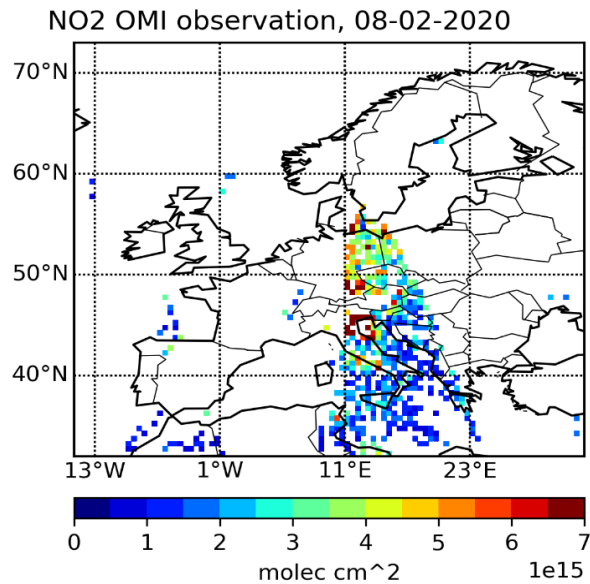 NO2 OMI observation, 08-02-2020
70°N
60°N
50°N
40°N
13°W 1°W 11°E 23°E
0 1 2 3 4 5 6 7
1e15
molec cm^2